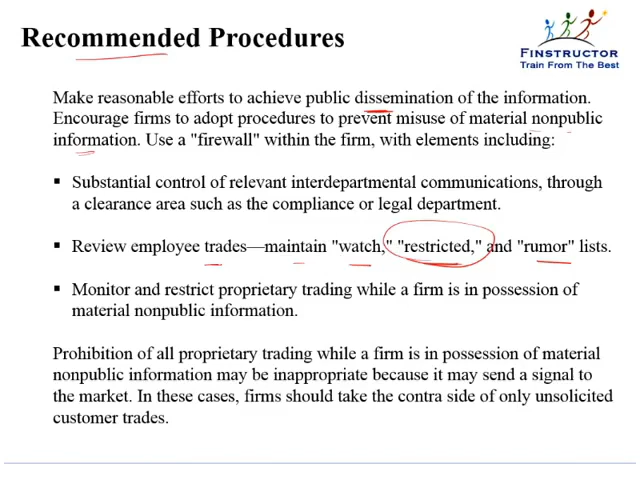 Recommended Procedures
FINSTRUCTOR
Train From The Best
Make reasonable efforts to achieve public dissemination of the information.
Encourage firms to adopt procedures to prevent misuse of material nonpublic
information. Use a "firewall" within the firm, with elements including:
▪ Substantial control of relevant interdepartmental communications, through
a clearance area such as the compliance or legal department.
▪ Review employee trades—maintain "watch," "restricted," and "rumor" lists.
▪ Monitor and restrict proprietary trading while a firm is in possession of
material nonpublic information.
Prohibition of all proprietary trading while a firm is in possession of material
nonpublic information may be inappropriate because it may send a signal to
the market. In these cases, firms should take the contra side of only unsolicited
customer trades.